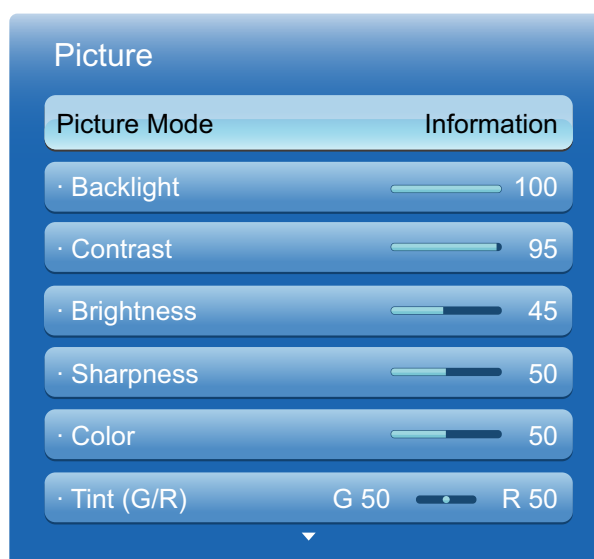 Picture
Picture Mode Information
· Backlight 100
· Contrast 95
· Brightness 45
· Sharpness 50
· Color 50
· Tint (G/R) G 50 R 50